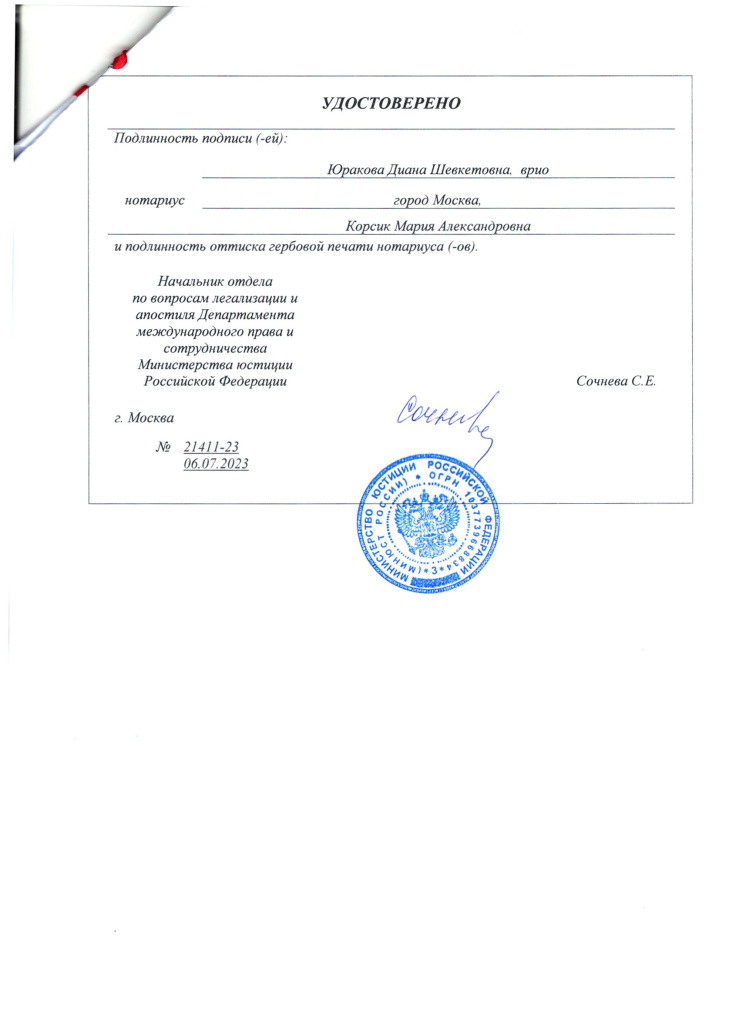 УДОСТОВЕРЕНО
Подлинность подписи (-ей):
Юракова Диана Шевкетовна, врио
нотариус город Москва,
Корсик Мария Александровна
и подлинность оттиска гербовой печати нотариуса (-ов).
Начальник отдела
по вопросам легализации и
апостиля Департамента
международного права и
сотрудничества
Министерства юстиции
Российской Федерации Сочнева С.Е.
г. Москва
Сочнева
№ 21411-23
06.07.2023
МИНИСТЕРСТВО ЮСТИЦИИ РОССИЙСКОЙ ФЕДЕРАЦИИ
(МИНЮСТ РОССИИ) * ОГРН 1037739668834 * 3 *